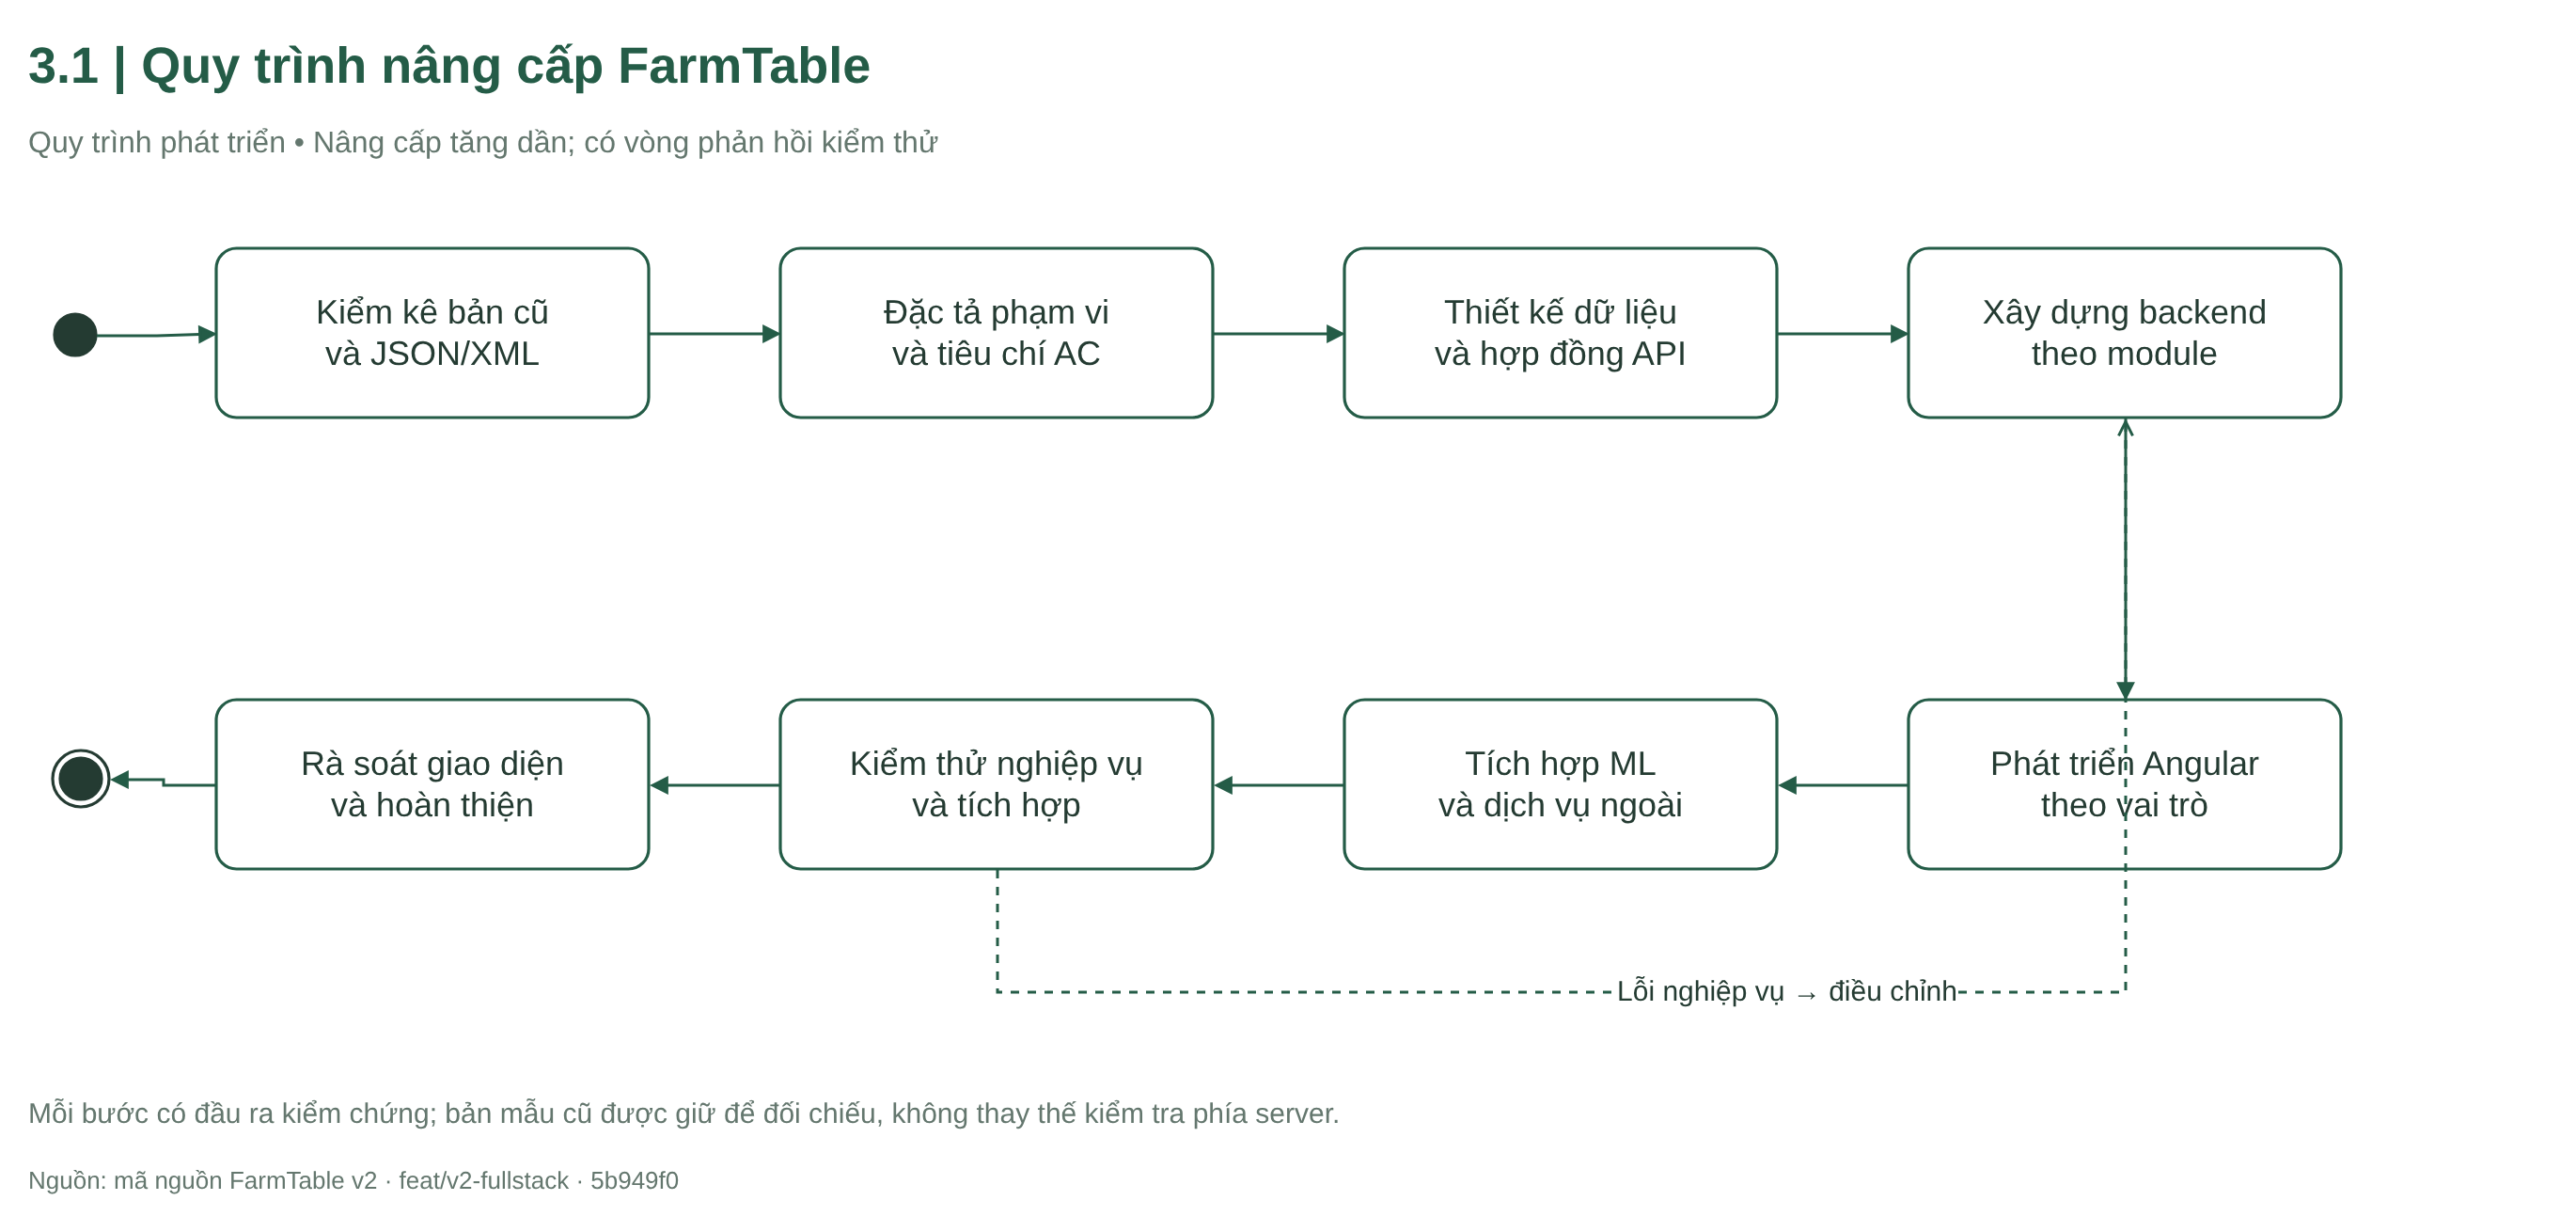 3.1 | Quy trình nâng cấp FarmTable
Quy trình phát triển • Nâng cấp tăng dần; có vòng phản hồi kiểm thử
Kiểm kê bản cũ
và JSON/XML
Đặc tả phạm vi
và tiêu chí AC
Thiết kế dữ liệu
và hợp đồng API
Xây dựng backend
theo module
Rà soát giao diện
và hoàn thiện
Kiểm thử nghiệp vụ
và tích hợp
Tích hợp ML
và dịch vụ ngoài
Phát triển Angular
theo vai trò
Lỗi nghiệp vụ → điều chỉnh
Mỗi bước có đầu ra kiểm chứng; bản mẫu cũ được giữ để đối chiếu, không thay thế kiểm tra phía server.
Nguồn: mã nguồn FarmTable v2 · feat/v2-fullstack · 5b949f0